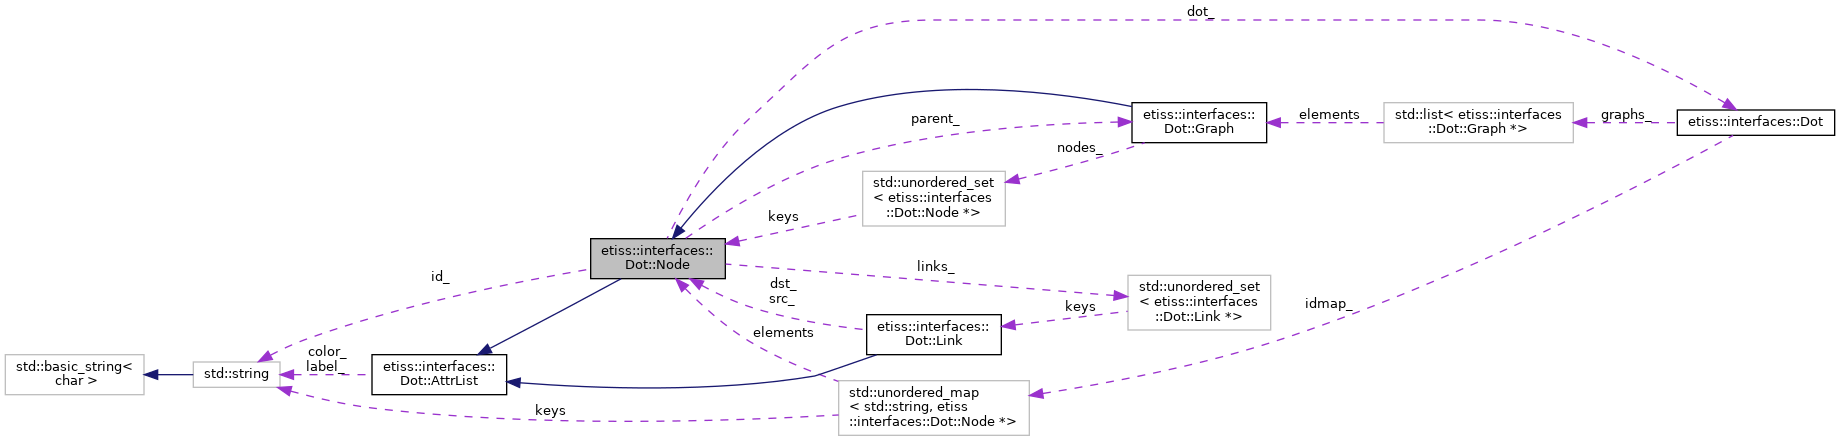 dot_
etiss::interfaces::
Dot::Graph
elements
std::list< etiss::interfaces
::Dot::Graph *>
graphs_
etiss::interfaces::Dot
parent_
nodes_
std::unordered_set
< etiss::interfaces
::Dot::Node *>
keys
etiss::interfaces::
Dot::Node
id_
links_
dst_
src_
std::unordered_set
< etiss::interfaces
::Dot::Link *>
keys
idmap_
etiss::interfaces::
Dot::Link
elements
std::basic_string<
char >
std::string
color_
label_
etiss::interfaces::
Dot::AttrList
keys
std::unordered_map
< std::string, etiss
::interfaces::Dot::Node *>